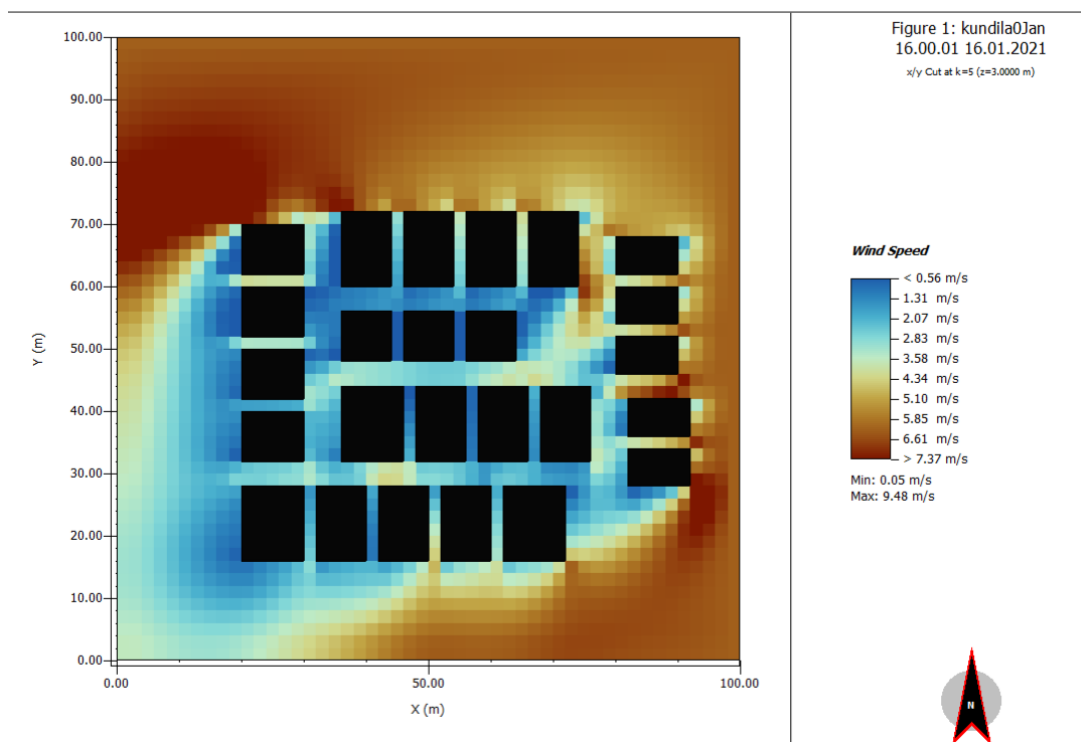 Figure 1: kundila0Jan
16.00.01 16.01.2021
x/y Cut at k=5 (z=3.0000 m)
100.00
90.00
80.00
70.00
60.00
50.00
40.00
30.00
20.00
10.00
0.00
Y (m)
0.00
50.00
100.00
X (m)
Wind Speed
< 0.56 m/s
1.31 m/s
2.07 m/s
2.83 m/s
3.58 m/s
4.34 m/s
5.10 m/s
5.85 m/s
6.61 m/s
> 7.37 m/s
Min: 0.05 m/s
Max: 9.48 m/s
N